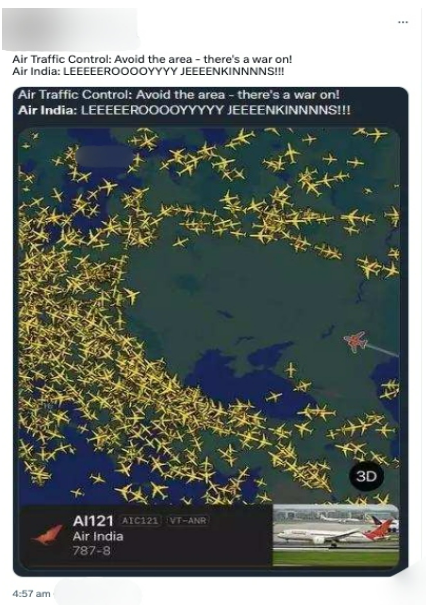 Air Traffic Control: Avoid the area - there's a war on!
Air India: LEEEEEROOOOYYYY JEEEENKINNNNS!!!
Air Traffic Control: Avoid the area - there's a war on!
Air India: LEEEEEROOOOYYYYY JEEEENKINNNNS!!!
3D
AI121 AIC121 VT-ANR
Air India
787-8
4:57 am